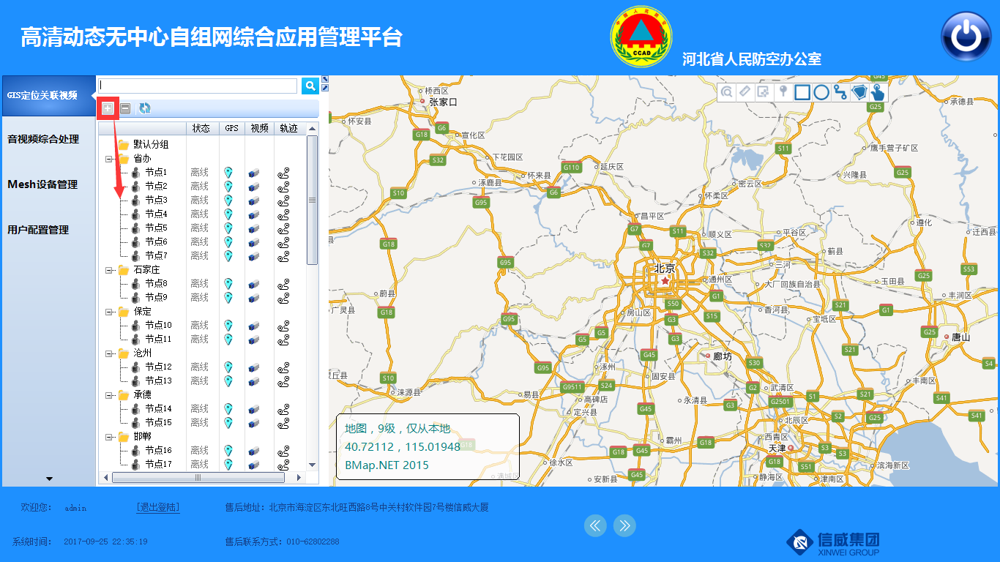 高清动态无中心自组网综合应用管理平台
CCAD
河北省人民防空办公室
GIS定位关联视频
音视频综合处理
Mesh设备管理
用户配置管理
状态 GPS 视频 轨迹
默认分组
省办
节点1 离线
节点2 离线
节点3 离线
节点4 离线
节点5 离线
节点6 离线
节点7 离线
石家庄
节点8 离线
节点9 离线
保定
节点10 离线
节点11 离线
沧州
节点12 离线
节点13 离线
承德
节点14 离线
节点15 离线
邯郸
节点16 离线
节点17 离线
G45
桥西区
张家口
承德县
G25
怀安县
G6
G18
宣化区
S11
鹰手营子矿区
S32
下花园区
G110
延庆区
G25
怀来县
兴隆县
涿鹿县
密云区
S10
G6
怀柔区
G95
昌平区
遵化
G7
S11
顺义区
平谷区
迁西县
G18
G7
S32
蓟县
S32
G95
三河
北京
S53
G25
通州区
大厂回族自治县
玉田县
蔚县
G1
丰润区
S50
S21
广灵县
G18
房山区
香河县
G1
G95
G3
S15
宝坻区
G5
G5
G3
G25
唐山
S21
G45
廊坊
S30
S4
G95
涿州
灵丘县
S10
固安县
丰南区
G9511
S24
G2
武清区
涞源县
易县
高碑店
永清县
G2501
S1
S21
S41
定兴县
G45
G3
S2
G25
S41
北辰区
霸州
G18
西青区
天津
S3
G18
G45
S3
G18
徐水区
G18
S51
滨海新区
满城区
安新县
G45
静海区
津南区
地图，9级，仅从本地
40.72112，115.01948
BMap.NET 2015
欢迎您： admin [退出登陆] 售后地址：北京市海淀区东北旺西路8号中关村软件园7号楼信威大厦
系统时间： 2017-09-25 22:35:19 售后联系方式：010-62802288
信威集团
XINWEI GROUP